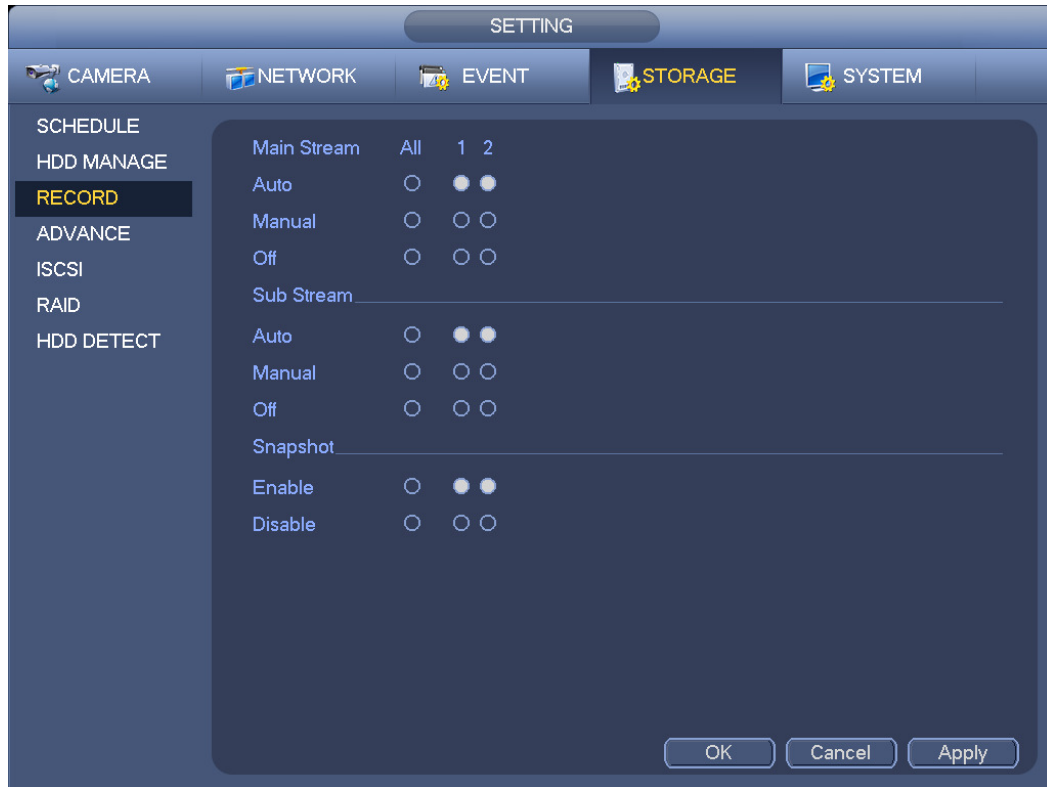 SETTING
CAMERA NETWORK EVENT STORAGE SYSTEM
SCHEDULE
HDD MANAGE
RECORD
ADVANCE
ISCSI
RAID
HDD DETECT
Main Stream All 1 2
Auto
Manual
Off
Sub Stream
Auto
Manual
Off
Snapshot
Enable
Disable
OK Cancel Apply